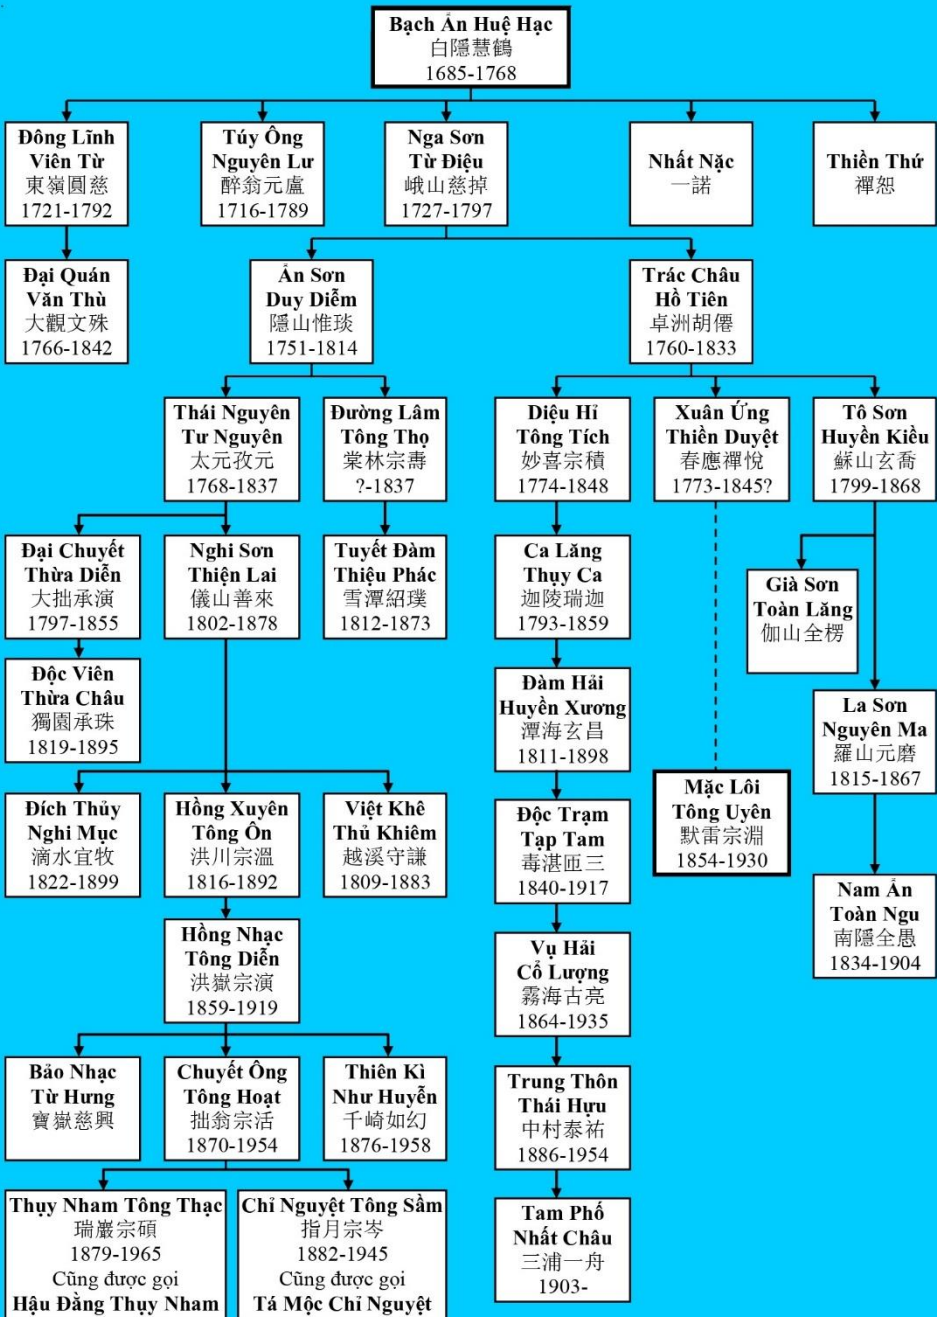 Bạch Ẩn Huệ Hạc
白隱慧鶴
1685-1768
Đông Lĩnh
Viên Từ
東嶺圓慈
1721-1792
Túy Ông
Nguyên Lư
醉翁元盧
1716-1789
Nga Sơn
Từ Điệu
峨山慈掉
1727-1797
Nhất Nặc
一諾
Thiền Thứ
禪恕
Đại Quán
Văn Thù
大觀文殊
1766-1842
Ẩn Sơn
Duy Diễm
隱山惟琰
1751-1814
Trác Châu
Hồ Tiên
卓洲胡僊
1760-1833
Thái Nguyên
Tư Nguyên
太元孜元
1768-1837
Đường Lâm
Tông Thọ
棠林宗壽
?-1837
Diệu Hỉ
Tông Tích
妙喜宗積
1774-1848
Xuân Ứng
Thiền Duyệt
春應禪悅
1773-1845?
Tô Sơn
Huyền Kiều
蘇山玄喬
1799-1868
Đại Chuyết
Thừa Diễn
大拙承演
1797-1855
Nghi Sơn
Thiện Lai
儀山善來
1802-1878
Tuyết Đàm
Thiệu Phác
雪潭紹璞
1812-1873
Ca Lăng
Thụy Ca
迦陵瑞迦
1793-1859
Già Sơn
Toàn Lăng
伽山全楞
Độc Viên
Thừa Châu
獨園承珠
1819-1895
Đàm Hải
Huyền Xương
潭海玄昌
1811-1898
La Sơn
Nguyên Ma
羅山元磨
1815-1867
Đích Thủy
Nghi Mục
滴水宜牧
1822-1899
Hồng Xuyên
Tông Ôn
洪川宗溫
1816-1892
Việt Khê
Thủ Khiêm
越溪守謙
1809-1883
Độc Trạm
Tạp Tam
毒湛匝三
1840-1917
Mặc Lôi
Tông Uyên
默雷宗淵
1854-1930
Nam Ẩn
Toàn Ngu
南隱全愚
1834-1904
Hồng Nhạc
Tông Diễn
洪嶽宗演
1859-1919
Vụ Hải
Cổ Lượng
霧海古亮
1864-1935
Bảo Nhạc
Từ Hưng
寶嶽慈興
Chuyết Ông
Tông Hoạt
拙翁宗活
1870-1954
Thiên Kì
Như Huyễn
千崎如幻
1876-1958
Trung Thôn
Thái Hựu
中村泰祐
1886-1954
Thụy Nham Tông Thạc
瑞巖宗碩
1879-1965
Cũng được gọi
Hậu Đằng Thụy Nham
Chỉ Nguyệt Tông Sầm
指月宗岑
1882-1945
Cũng được gọi
Tá Mộc Chỉ Nguyệt
Tam Phố
Nhất Châu
三浦一舟
1903-